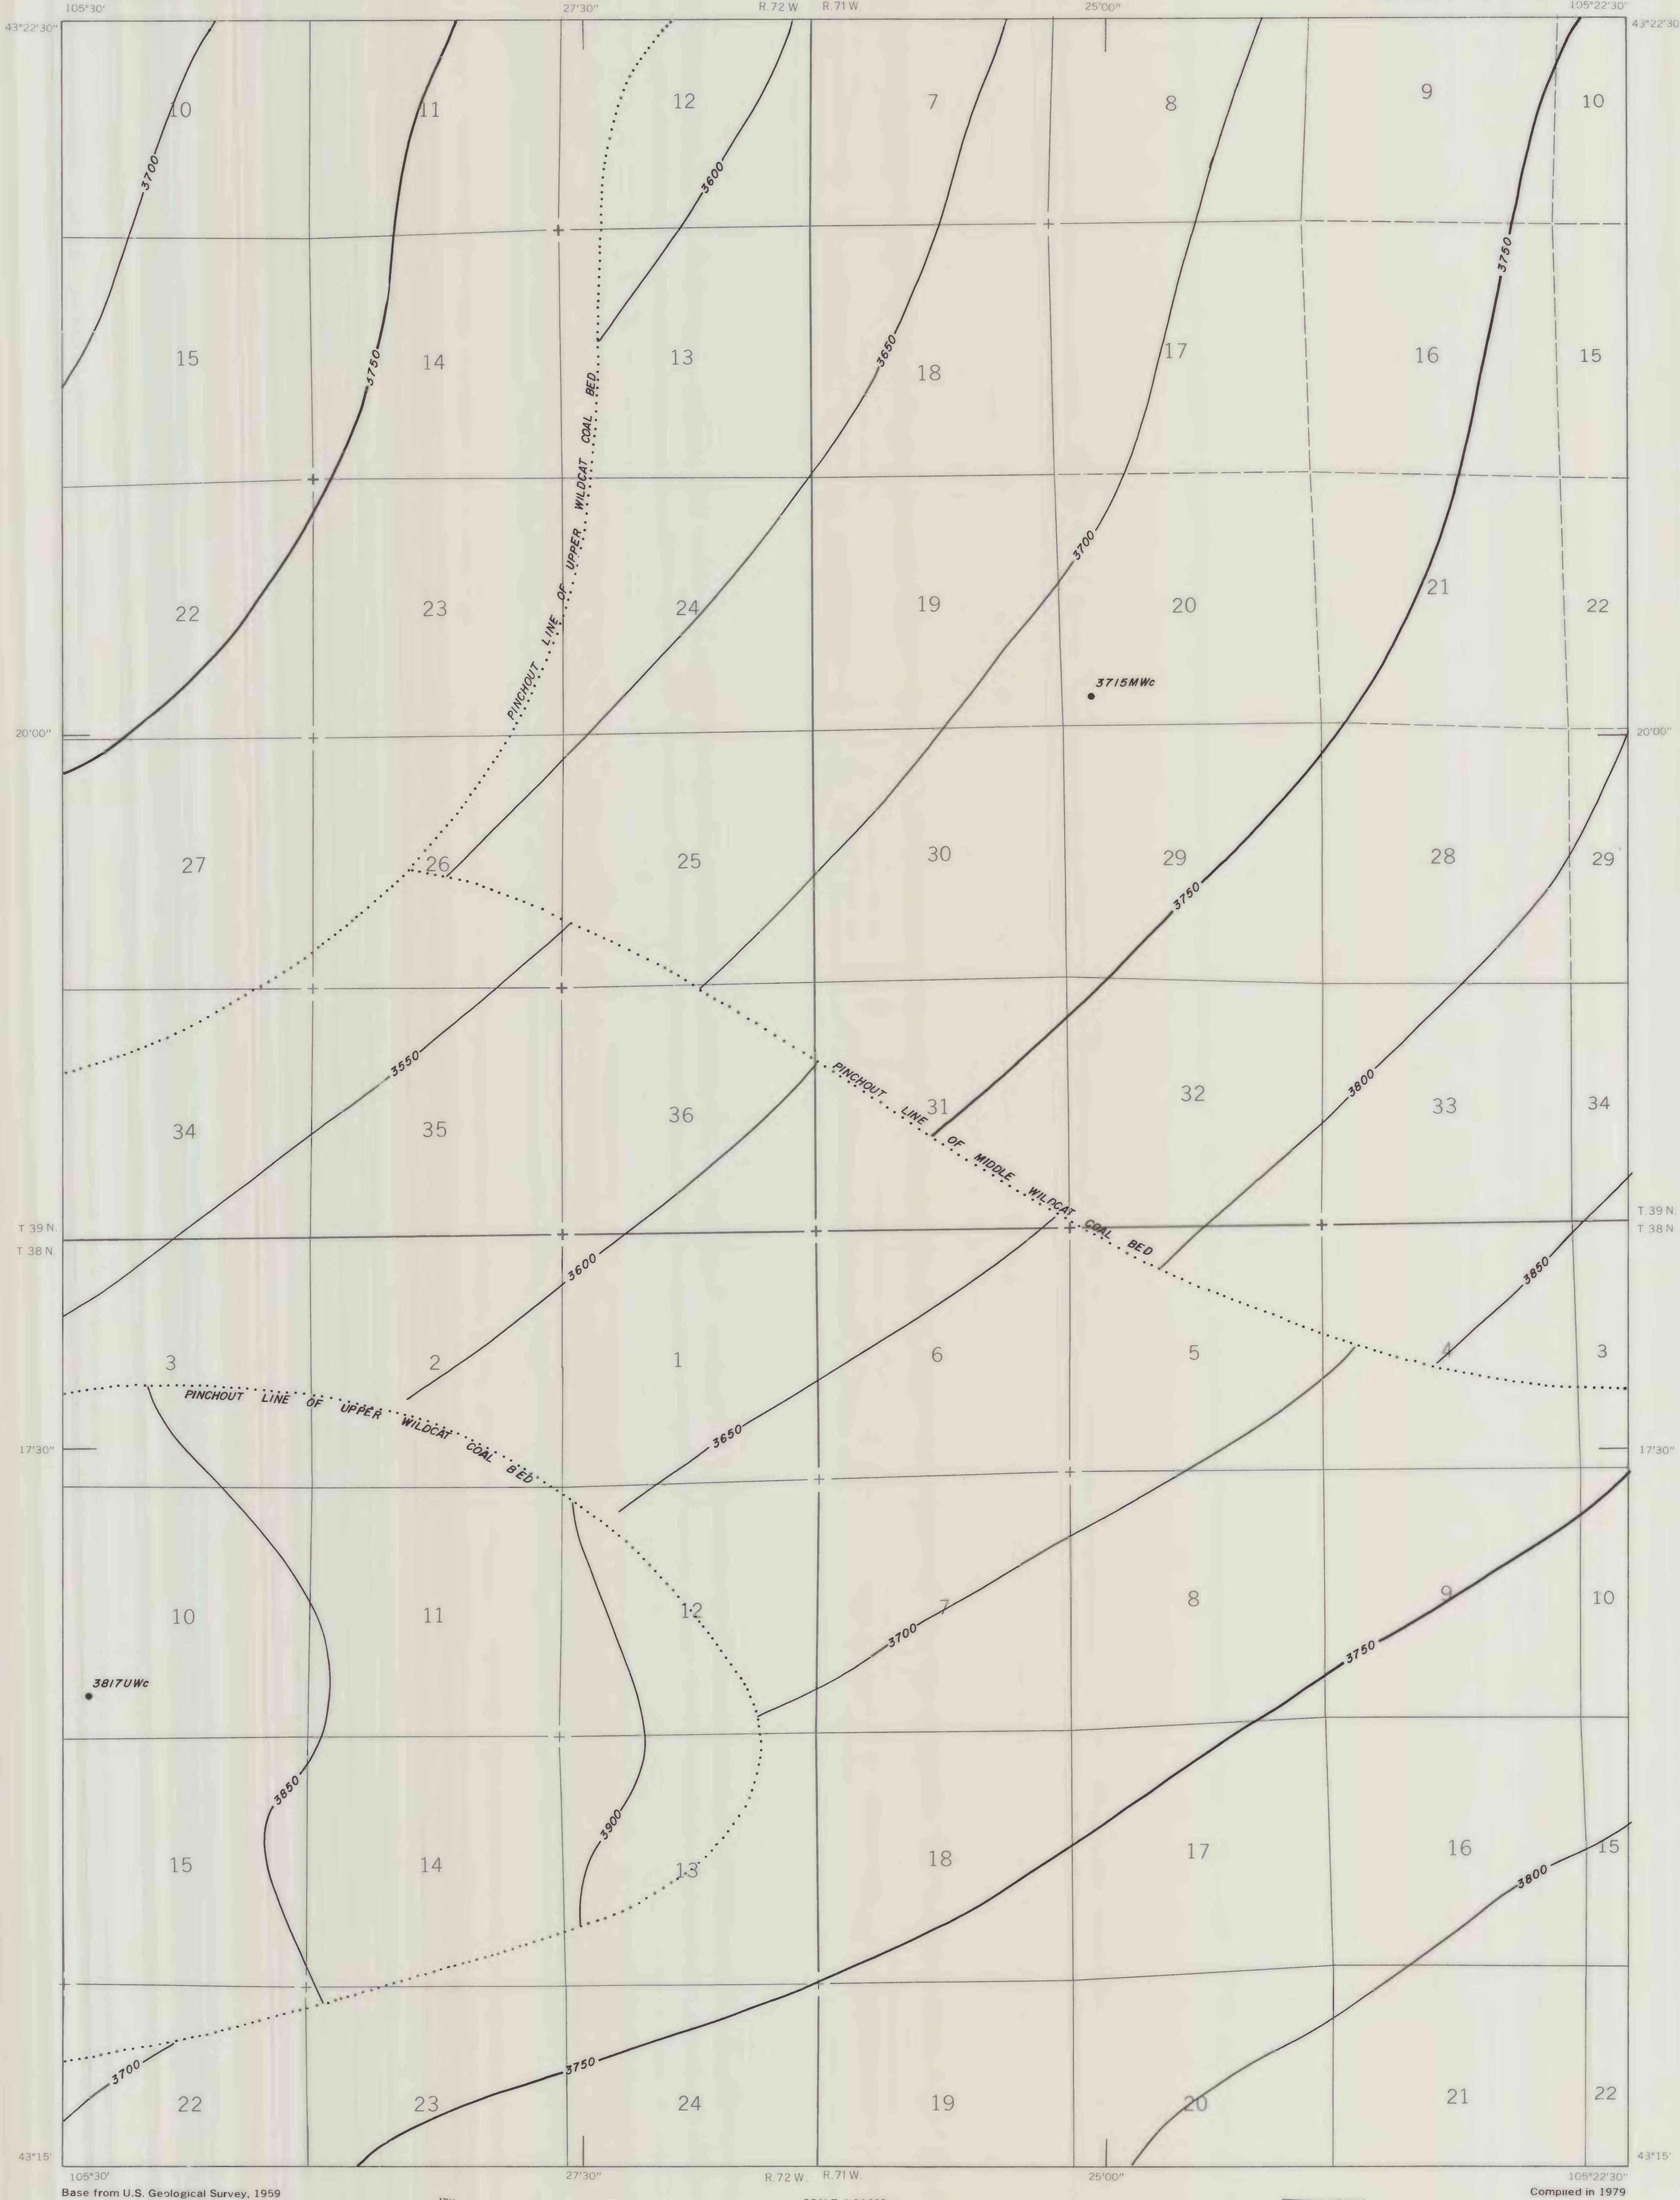 105°30' 27'30" R.72 W R.71 W. 25'00" 105°22'30"
43°22'30" 43°22'30
10 11 12 7 8 9 10
3700
3600
3750
15 14 13 18 17 16 15
3750
3650
PINCHOUT LINE OF UPPER WILDCAT COAL BED
3700
22 23 24 19 20 21 22
3715MWc
20'00" 20'00"
27 26 25 30 29 28 29
3750
3550
3800
34 35 36 31 32 33 34
PINCHOUT LINE OF MIDDLE WILDCAT COAL BED
T 39 N. T.39 N.
T 38 N T 38 N
3600
3850
3 2 1 6 5 4 3
PINCHOUT LINE OF UPPER WILDCAT COAL BED
17'30" 17'30"
3650
10 11 12 7 8 9 10
3700
3750
3817UWc
3850
3900
15 14 13 18 17 16 15
3800
3750
3700
22 23 24 19 20 21 22
43°15' 43°15'
105°30' 27'30" R.72 W. R.71 W. 25'00" 105°22'30"
Base from U.S. Geological Survey, 1959 Compiled in 1979